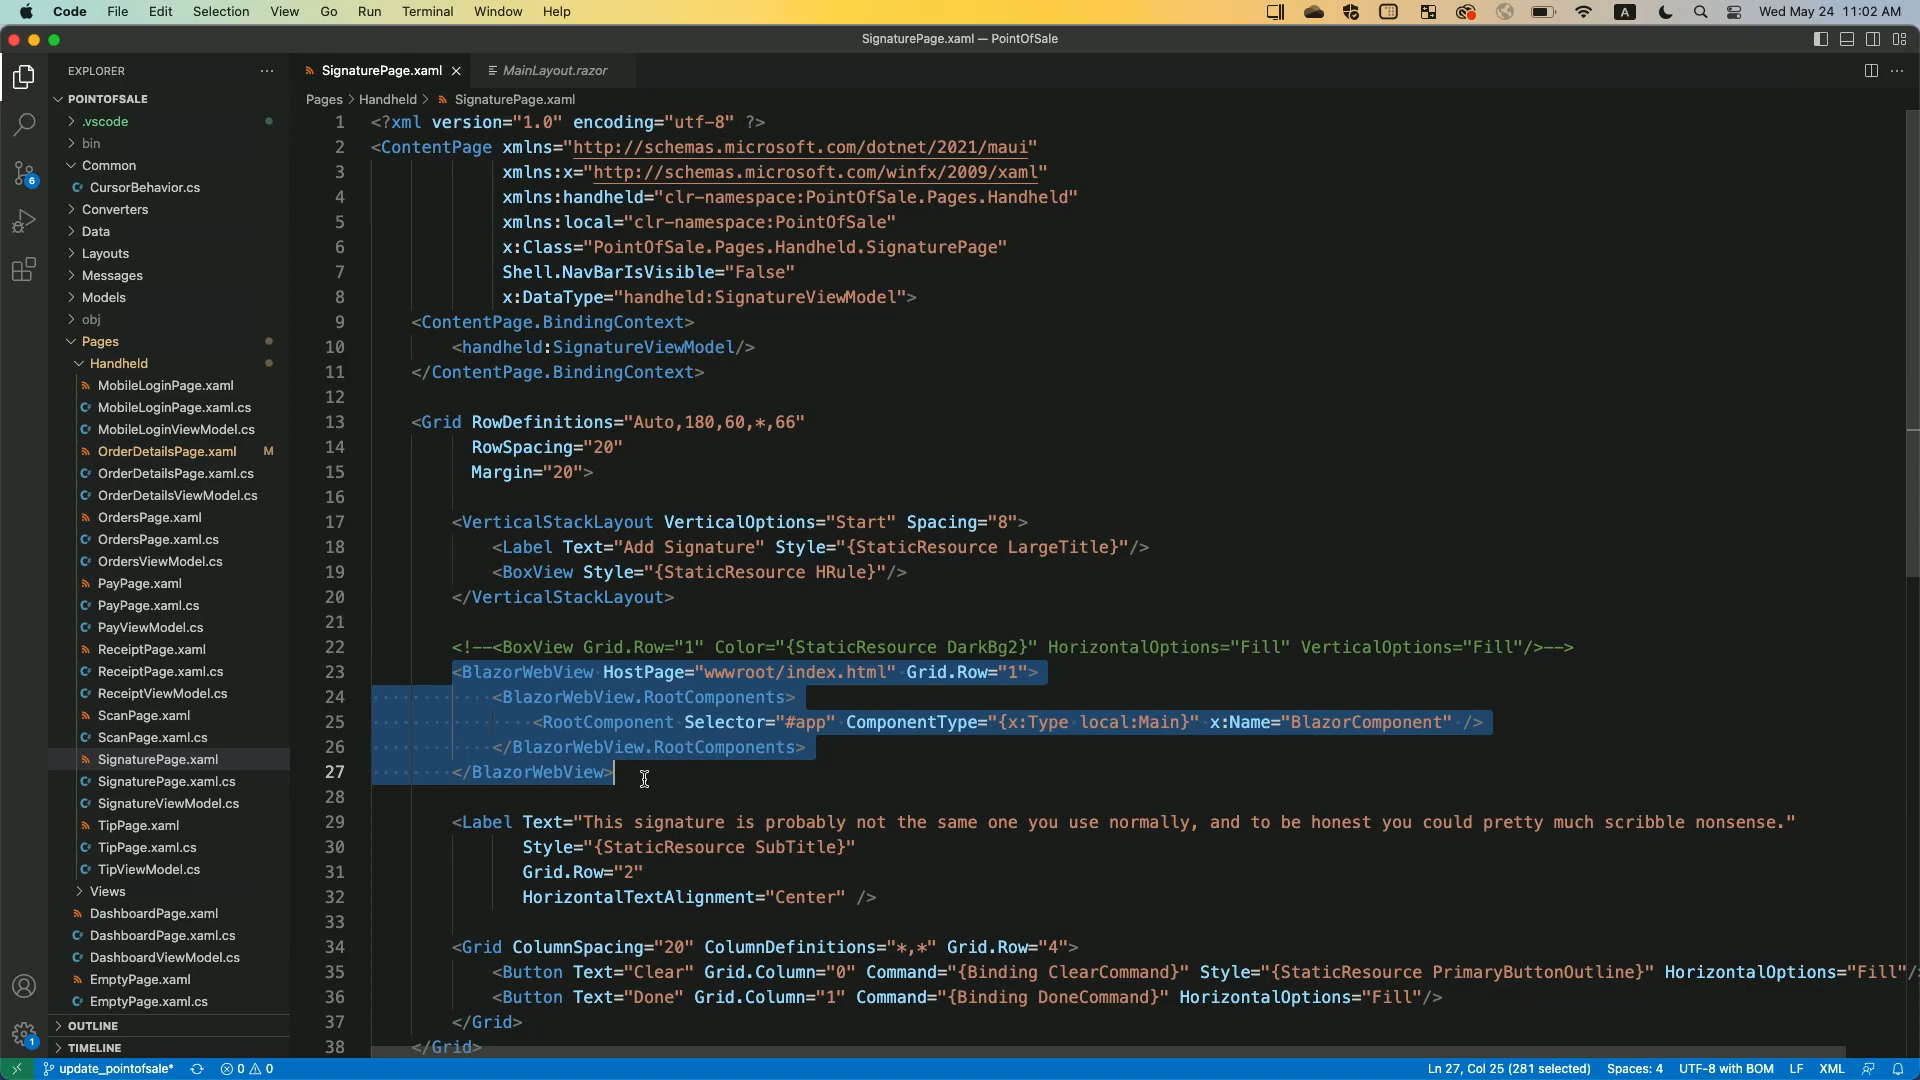 Code File Edit Selection View Go Run Terminal Window Help A Wed May 24 11:02 AM
SignaturePage.xaml — PointOfSale
EXPLORER
POINTOFSALE
.vscode
bin
Common
CursorBehavior.cs
Converters
Data
Layouts
Messages
Models
obj
Pages
Handheld
MobileLoginPage.xaml
MobileLoginPage.xaml.cs
MobileLoginViewModel.cs
OrderDetailsPage.xaml M
OrderDetailsPage.xaml.cs
OrderDetailsViewModel.cs
OrdersPage.xaml
OrdersPage.xaml.cs
OrdersViewModel.cs
PayPage.xaml
PayPage.xaml.cs
PayViewModel.cs
ReceiptPage.xaml
ReceiptPage.xaml.cs
ReceiptViewModel.cs
ScanPage.xaml
ScanPage.xaml.cs
SignaturePage.xaml
SignaturePage.xaml.cs
SignatureViewModel.cs
TipPage.xaml
TipPage.xaml.cs
TipViewModel.cs
Views
DashboardPage.xaml
DashboardPage.xaml.cs
DashboardViewModel.cs
EmptyPage.xaml
EmptyPage.xaml.cs
OUTLINE
TIMELINE
6
1
SignaturePage.xaml MainLayout.razor
Pages > Handheld > SignaturePage.xaml
1 <?xml version="1.0" encoding="utf-8" ?>
2 <ContentPage xmlns="http://schemas.microsoft.com/dotnet/2021/maui"
3 xmlns:x="http://schemas.microsoft.com/winfx/2009/xaml"
4 xmlns:handheld="clr-namespace:PointOfSale.Pages.Handheld"
5 xmlns:local="clr-namespace:PointOfSale"
6 x:Class="PointOfSale.Pages.Handheld.SignaturePage"
7 Shell.NavBarIsVisible="False"
8 x:DataType="handheld:SignatureViewModel">
9 <ContentPage.BindingContext>
10 <handheld:SignatureViewModel/>
11 </ContentPage.BindingContext>
12
13 <Grid RowDefinitions="Auto,180,60,*,66"
14 RowSpacing="20"
15 Margin="20">
16
17 <VerticalStackLayout VerticalOptions="Start" Spacing="8">
18 <Label Text="Add Signature" Style="{StaticResource LargeTitle}"/>
19 <BoxView Style="{StaticResource HRule}"/>
20 </VerticalStackLayout>
21
22 <!--<BoxView Grid.Row="1" Color="{StaticResource DarkBg2}" HorizontalOptions="Fill" VerticalOptions="Fill"/>-->
23 <BlazorWebView HostPage="wwwroot/index.html" Grid.Row="1">
24 <BlazorWebView.RootComponents>
25 <RootComponent Selector="#app" ComponentType="{x:Type local:Main}" x:Name="BlazorComponent" />
26 </BlazorWebView.RootComponents>
27 </BlazorWebView>
28
29 <Label Text="This signature is probably not the same one you use normally, and to be honest you could pretty much scribble nonsense."
30 Style="{StaticResource SubTitle}"
31 Grid.Row="2"
32 HorizontalTextAlignment="Center" />
33
34 <Grid ColumnSpacing="20" ColumnDefinitions="*,*" Grid.Row="4">
35 <Button Text="Clear" Grid.Column="0" Command="{Binding ClearCommand}" Style="{StaticResource PrimaryButtonOutline}" HorizontalOptions="Fill"/
36 <Button Text="Done" Grid.Column="1" Command="{Binding DoneCommand}" HorizontalOptions="Fill"/>
37 </Grid>
38 </Grid>
update_pointofsale* 0 0 Ln 27, Col 25 (281 selected) Spaces: 4 UTF-8 with BOM LF XML